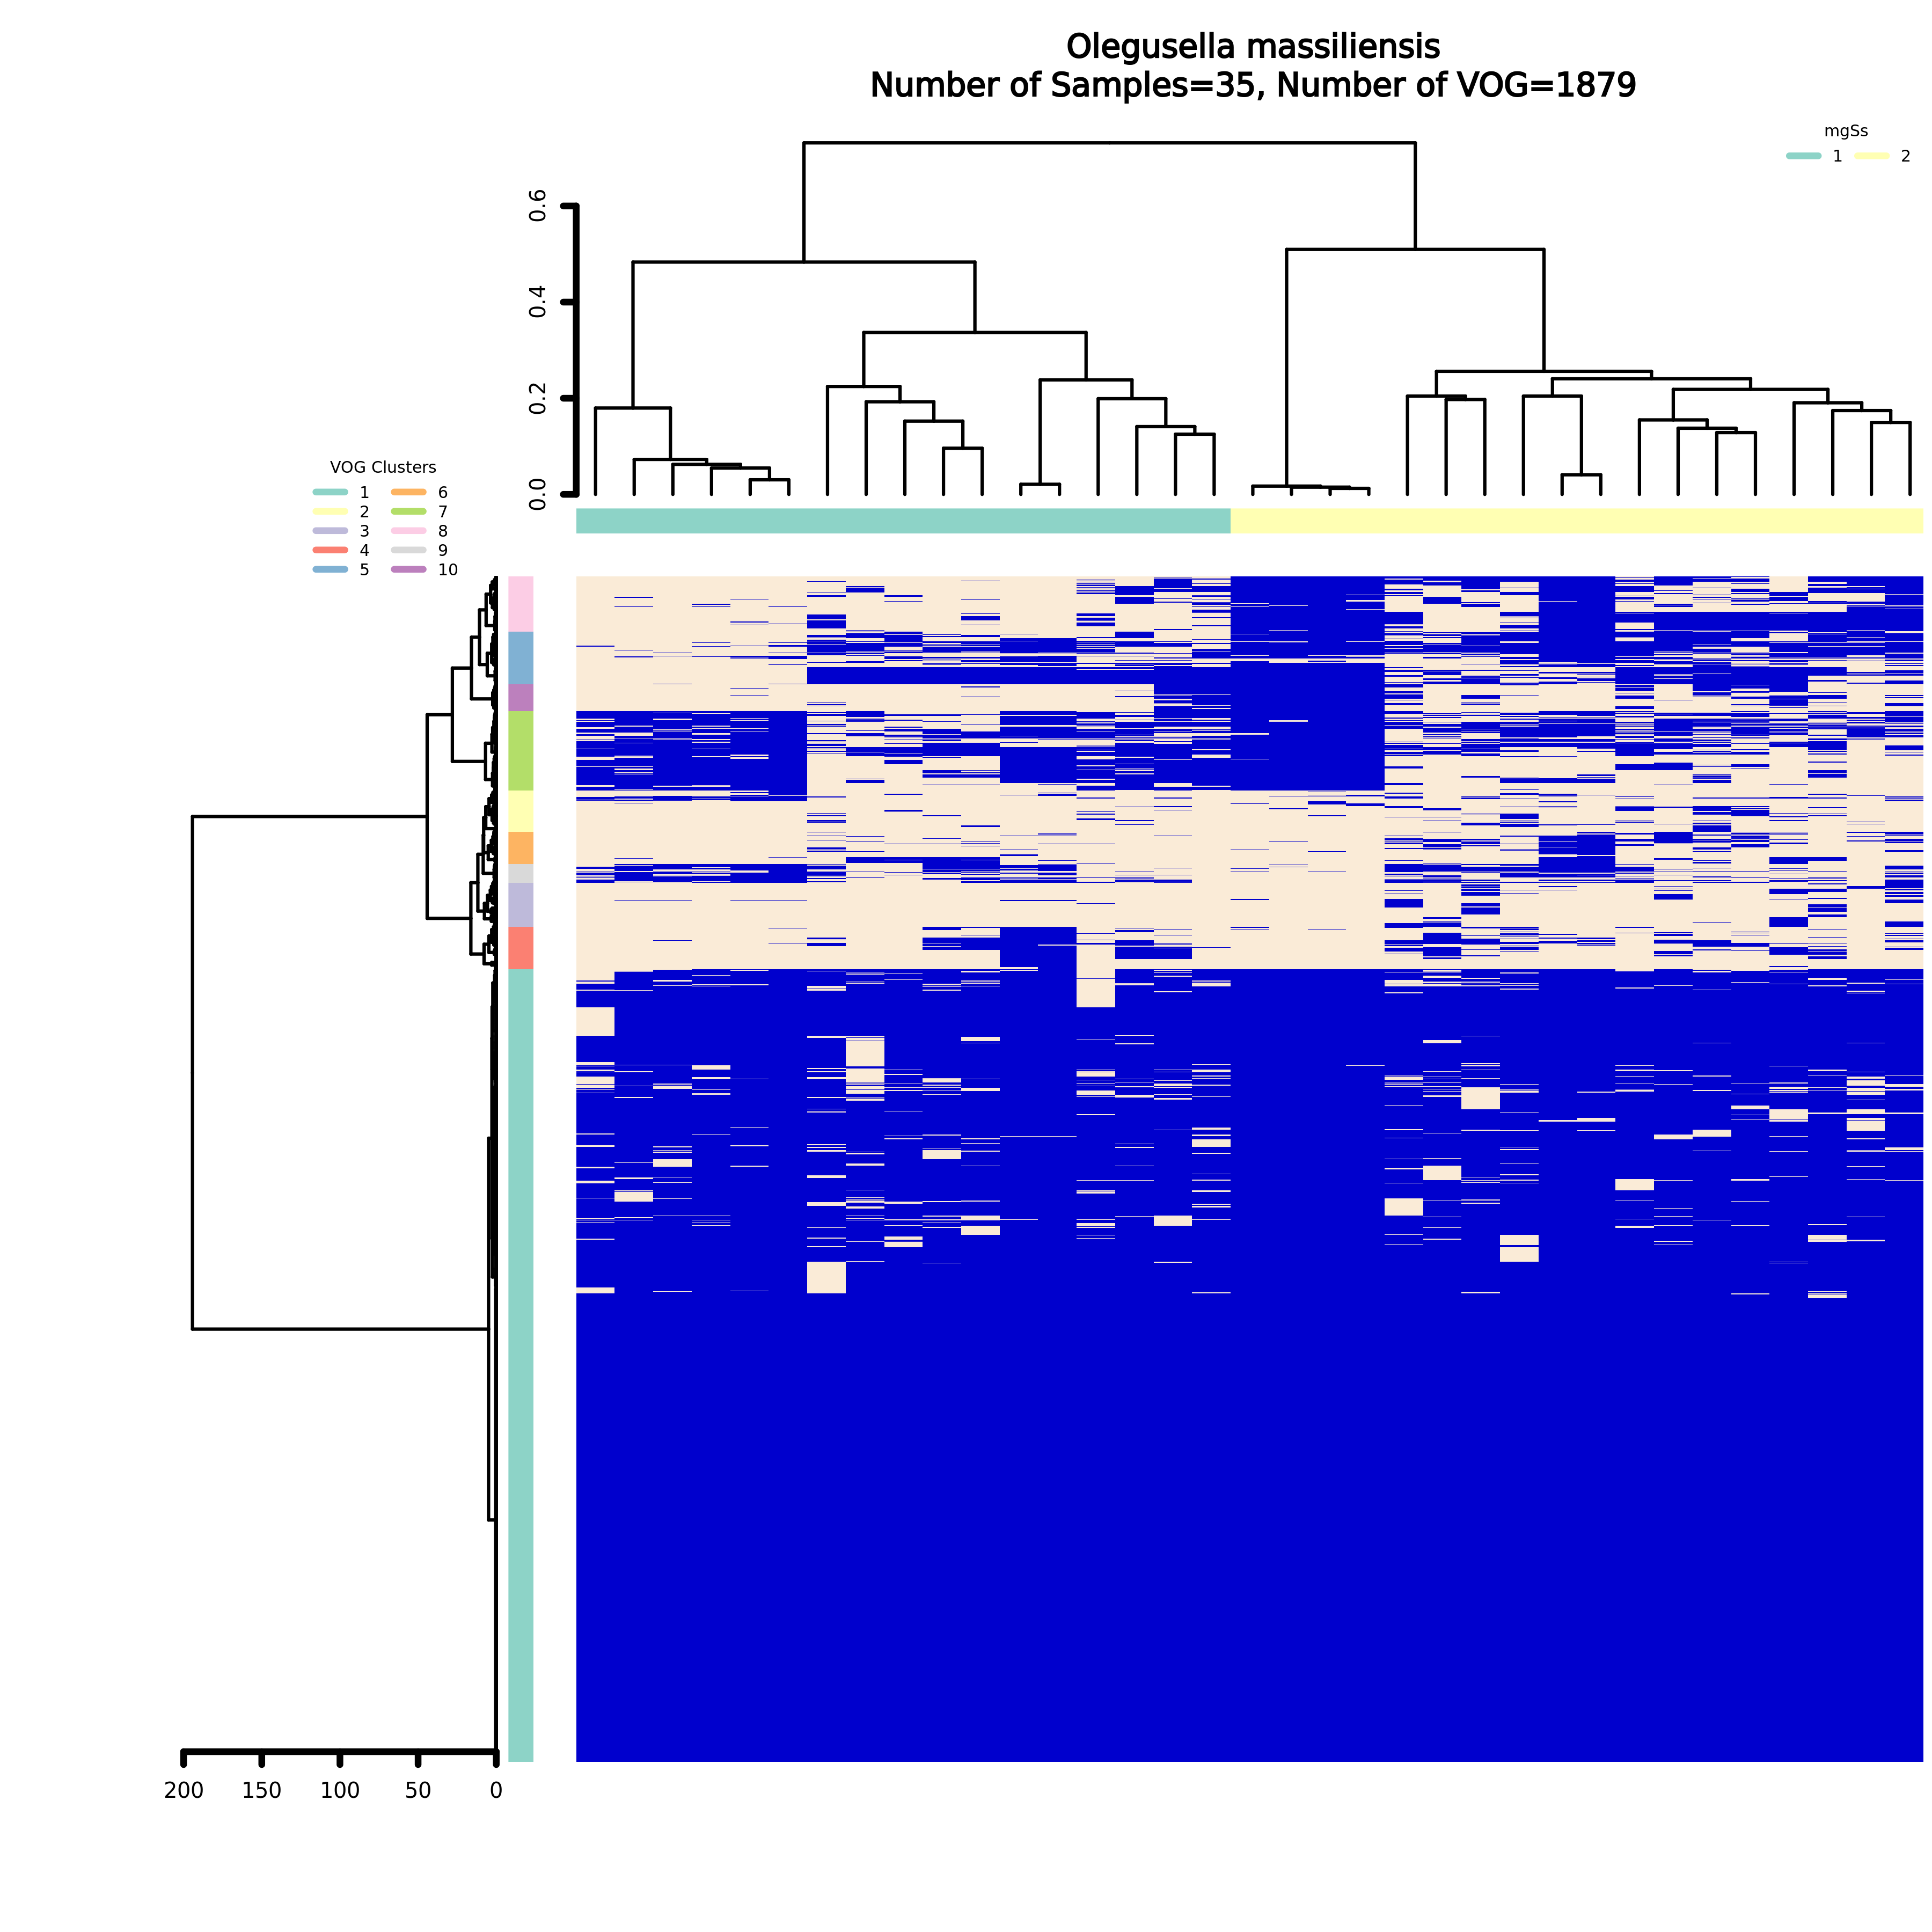 Olegusella massiliensis
Number of Samples=35, Number of VOG=1879
mgSs
1 2
0.6
0.4
0.2
0.0
VOG Clusters
1 6
2 7
3 8
4 9
5 10
200 150 100 50 0